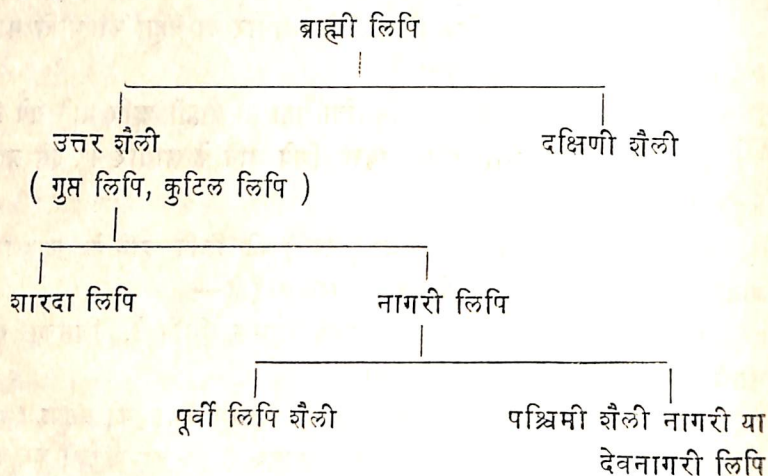 ब्राह्मी लिपि
उत्तर शैली
दक्षिणी शैली
( गुप्त लिपि, कुटिल लिपि )
शारदा लिपि
नागरी लिपि
पूर्वी लिपि शैली
पश्चिमी शैली नागरी या
देवनागरी लिपि